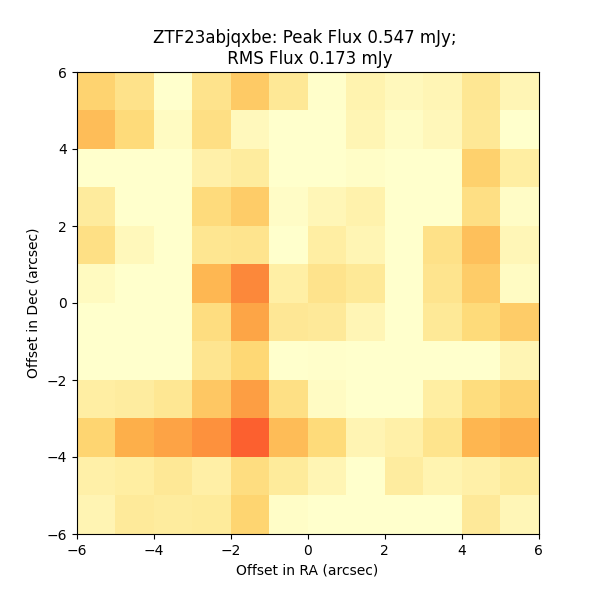 ZTF23abjqxbe: Peak Flux 0.547 mJy;
RMS Flux 0.173 mJy
6
4
2
0
−2
−4
−6
Offset in Dec (arcsec)
−6 −4 −2 0 2 4 6
Offset in RA (arcsec)